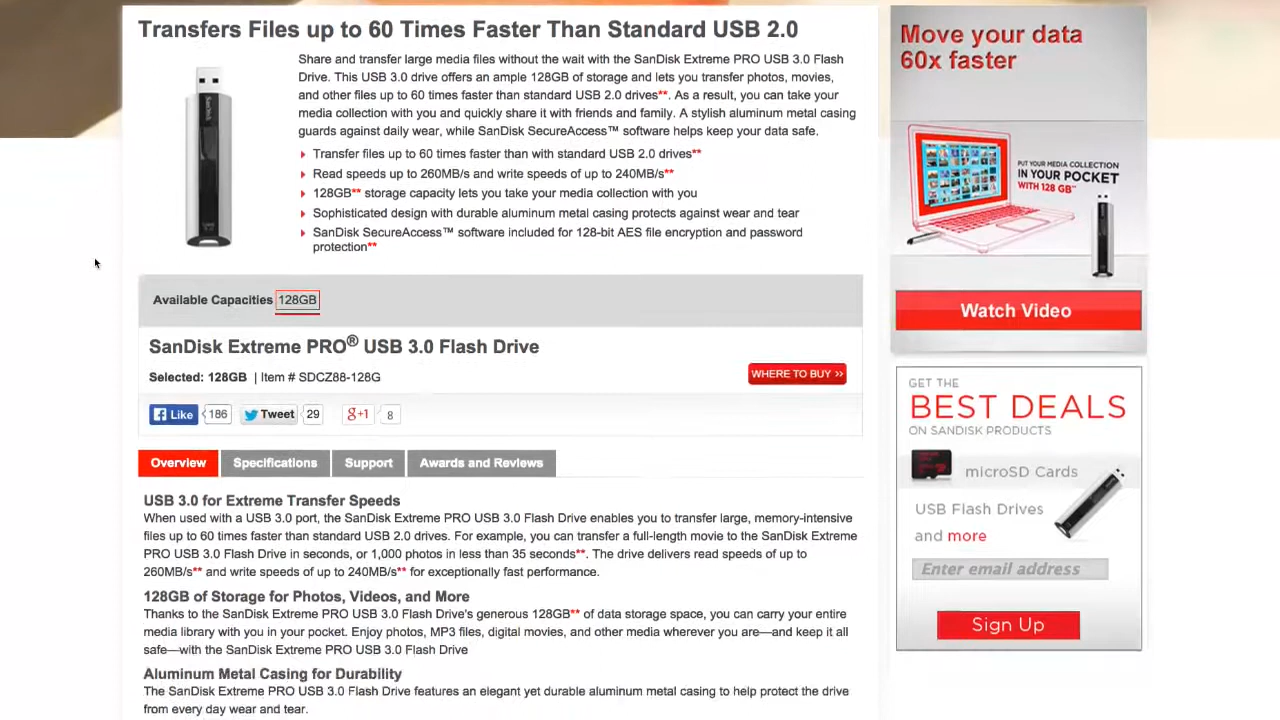 Transfers Files up to 60 Times Faster Than Standard USB 2.0
Share and transfer large media files without the wait with the SanDisk Extreme PRO USB 3.0 Flash
Drive. This USB 3.0 drive offers an ample 128GB of storage and lets you transfer photos, movies,
and other files up to 60 times faster than standard USB 2.0 drives**. As a result, you can take your
media collection with you and quickly share it with friends and family. A stylish aluminum metal casing
guards against daily wear, while SanDisk SecureAccess™ software helps keep your data safe.
Transfer files up to 60 times faster than with standard USB 2.0 drives**
Read speeds up to 260MB/s and write speeds of up to 240MB/s**
128GB** storage capacity lets you take your media collection with you
Sophisticated design with durable aluminum metal casing protects against wear and tear
SanDisk SecureAccess™ software included for 128-bit AES file encryption and password
protection**
SanDisk
Available Capacities 128GB
SanDisk Extreme PRO® USB 3.0 Flash Drive
Selected: 128GB | Item # SDCZ88-128G
WHERE TO BUY >>
Like 186 Tweet 29 g+1 8
Overview Specifications Support Awards and Reviews
USB 3.0 for Extreme Transfer Speeds
When used with a USB 3.0 port, the SanDisk Extreme PRO USB 3.0 Flash Drive enables you to transfer large, memory-intensive
files up to 60 times faster than standard USB 2.0 drives. For example, you can transfer a full-length movie to the SanDisk Extreme
PRO USB 3.0 Flash Drive in seconds, or 1,000 photos in less than 35 seconds**. The drive delivers read speeds of up to
260MB/s** and write speeds of up to 240MB/s** for exceptionally fast performance.
128GB of Storage for Photos, Videos, and More
Thanks to the SanDisk Extreme PRO USB 3.0 Flash Drive's generous 128GB** of data storage space, you can carry your entire
media library with you in your pocket. Enjoy photos, MP3 files, digital movies, and other media wherever you are—and keep it all
safe—with the SanDisk Extreme PRO USB 3.0 Flash Drive
Aluminum Metal Casing for Durability
The SanDisk Extreme PRO USB 3.0 Flash Drive features an elegant yet durable aluminum metal casing to help protect the drive
from every day wear and tear.
Move your data
60x faster
PUT YOUR MEDIA COLLECTION
IN YOUR POCKET
WITH 128 GB**
Watch Video
GET THE
BEST DEALS
ON SANDISK PRODUCTS
microSD Cards
USB Flash Drives
and more
Enter email address
Sign Up